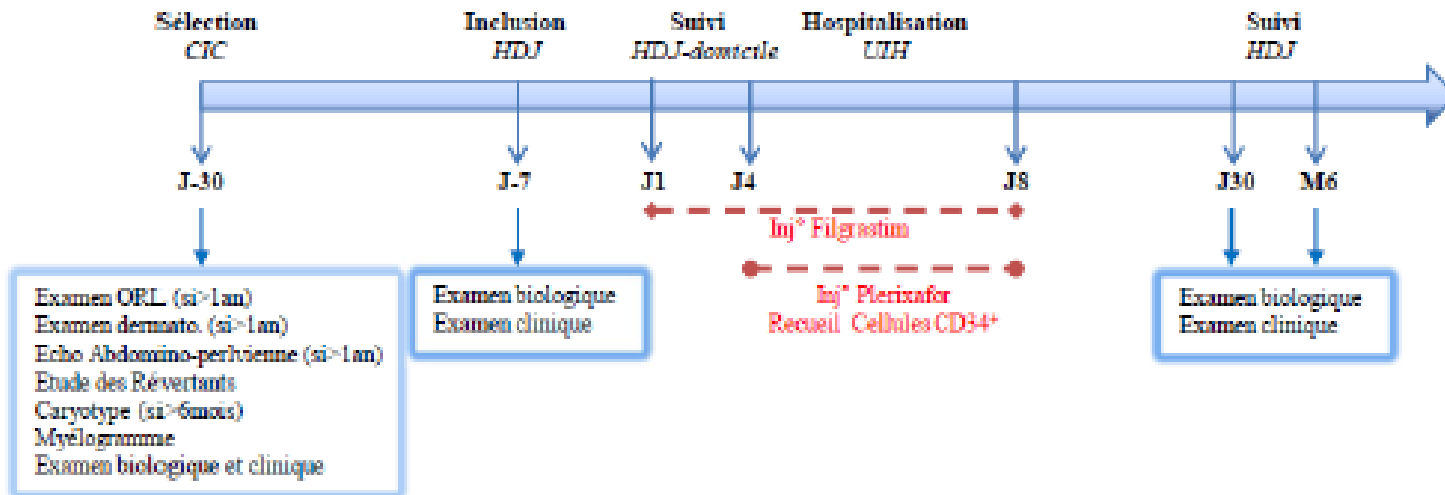 Sélection
CIC
Inclusion
HDJ
Suivi
HDJ-domicile
Hospitalisation
UIH
Suivi
HDJ
J-30
J-7
J1
J4
J8
J30
M6
Inj° Filgrastim
Inj° Plerixafor
Recueil Cellules CD34+
Examen ORL. (si>1an)
Examen dermato. (si>1an)
Echo Abdomino-perlvienne (si>1an)
Etude des Révertants
Caryotype (si>6mois)
Myélogramme
Examen biologique et clinique
Examen biologique
Examen clinique
Examen biologique
Examen clinique